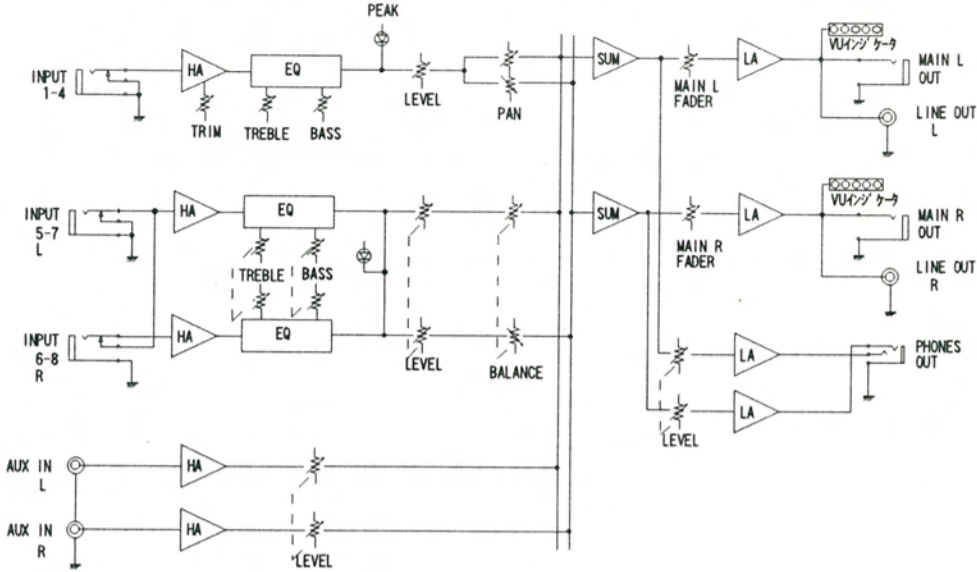 PEAK
INPUT
1-4
HA
EQ
TRIM
TREBLE
BASS
LEVEL
PAN
SUM
MAIN L
FADER
LA
VUインジケータ
MAIN L
OUT
LINE OUT
L
INPUT
5-7
L
HA
EQ
TREBLE
BASS
SUM
MAIN R
FADER
LA
VUインジケータ
MAIN R
OUT
LINE OUT
R
INPUT
6-8
R
HA
EQ
LEVEL
BALANCE
LA
PHONES
OUT
LA
LEVEL
AUX IN
L
HA
AUX IN
R
HA
LEVEL